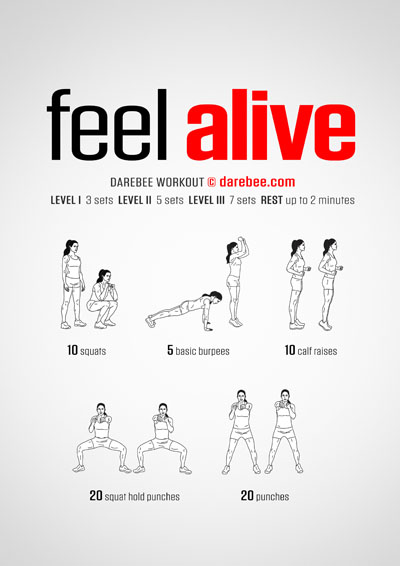 feel alive
DAREBEE WORKOUT © darebee.com
LEVEL I 3 sets LEVEL II 5 sets LEVEL III 7 sets REST up to 2 minutes
10 squats
5 basic burpees
10 calf raises
20 squat hold punches
20 punches